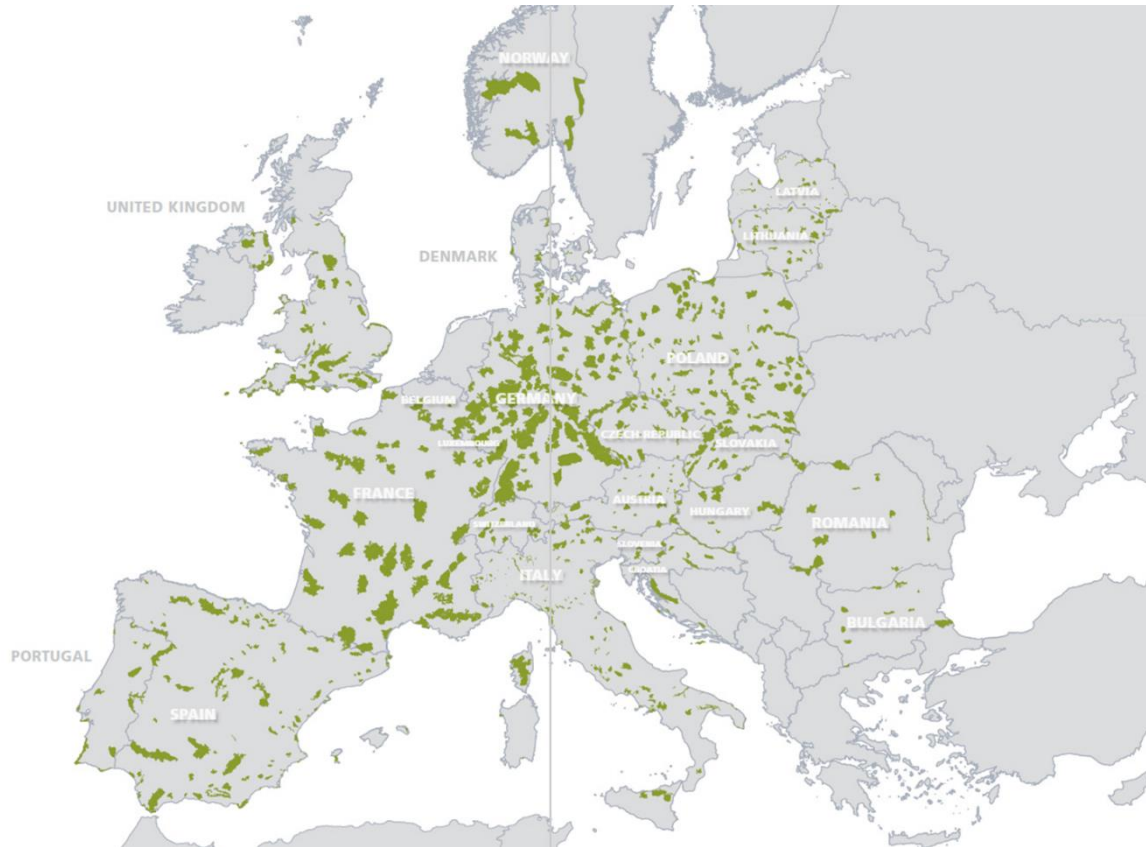 NORWAY
LATVIA
UNITED KINGDOM
LITHUANIA
DENMARK
POLAND
BELGIUM
GERMANY
CZECH REPUBLIC
LUXEMBOURG
SLOVAKIA
FRANCE
AUSTRIA
HUNGARY
SWITZERLAND
ROMANIA
SLOVENIA
CROATIA
ITALY
BULGARIA
PORTUGAL
SPAIN